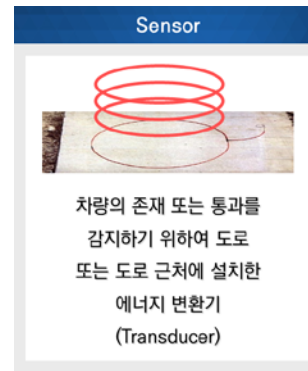 Sensor
차량의 존재 또는 통과를
감지하기 위하여 도로
또는 도로 근처에 설치한
에너지 변환기
(Transducer)